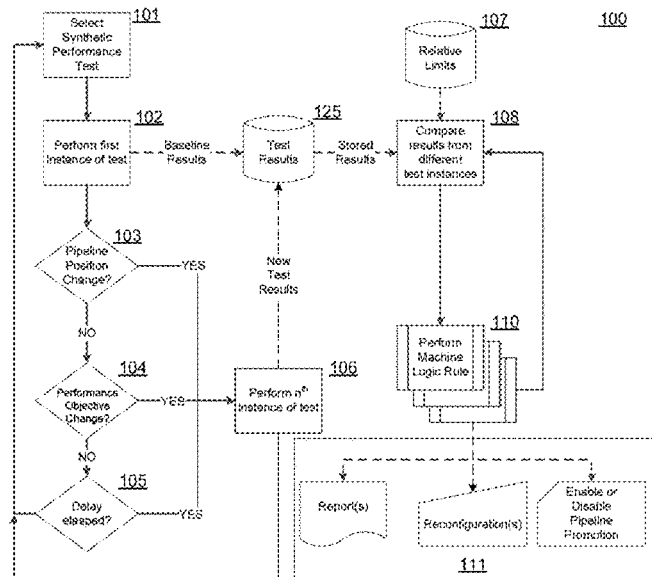 100
101
Select
Synthetic
Performance
Test
102
Perform first
instance of test
Baseline
Results
125
Test
Results
Stored
Results
107
Relative
Limits
108
Compare
results from
different
test instances
103
Pipeline
Position
Change?
YES
NO
New
Test
Results
104
Performance
Objective
Change?
YES
NO
106
Perform nth
instance of test
110
Perform
Machine
Logic Rule
105
Delay
elapsed?
YES
Report(s)
Reconfiguration(s)
Enable or
Disable
Pipeline
Promotion
111